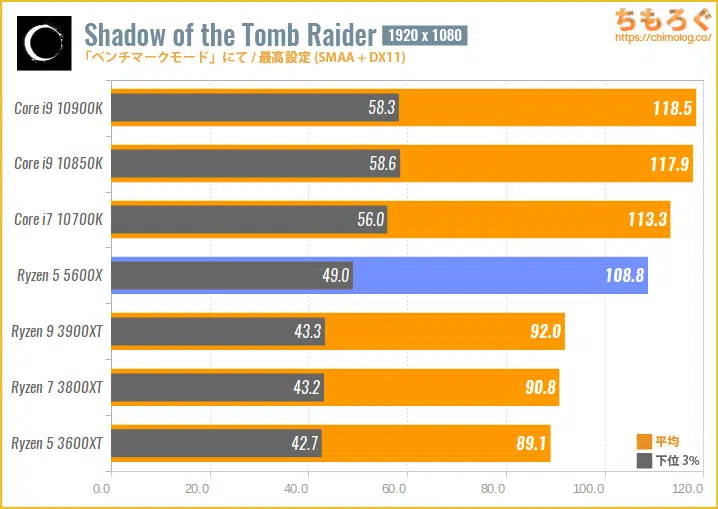 Shadow of the Tomb Raider 1920 x 1080
「ベンチマークモード」にて / 最高設定 (SMAA + DX11)
ちもろぐ
https://chimolog.co/
Core i9 10900K 58.3 118.5
Core i9 10850K 58.6 117.9
Core i7 10700K 56.0 113.3
Ryzen 5 5600X 49.0 108.8
Ryzen 9 3900XT 43.3 92.0
Ryzen 7 3800XT 43.2 90.8
Ryzen 5 3600XT 42.7 89.1
平均
下位 3%
0.0 20.0 40.0 60.0 80.0 100.0 120.0